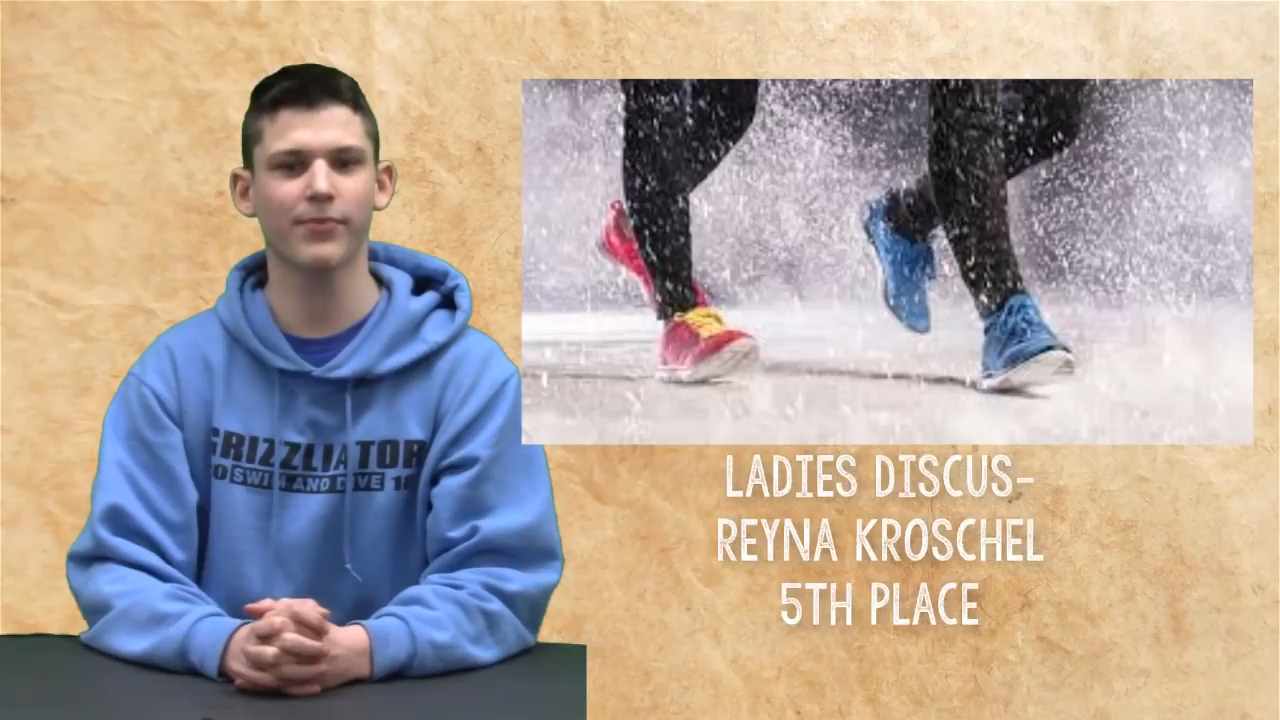 GRIZZLIATOR
SWIM AND DIVE
LADIES DISCUS-
REYNA KROSCHEL
5TH PLACE